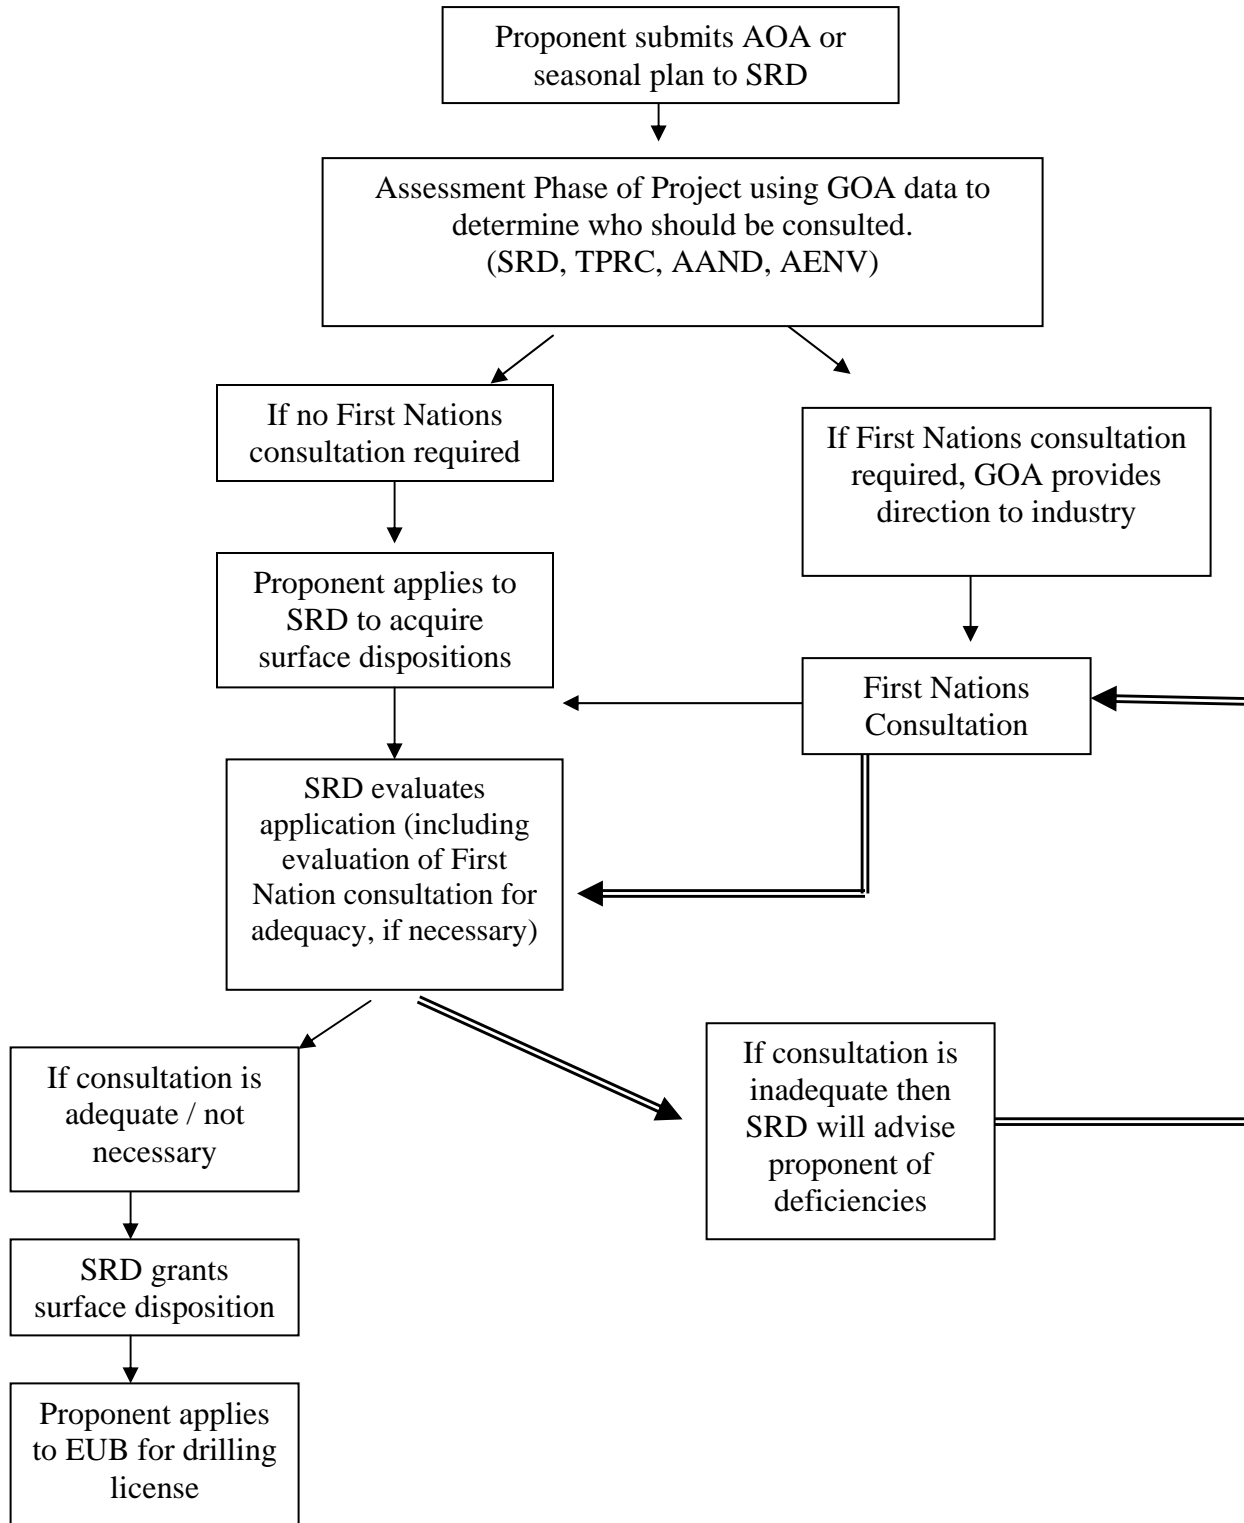 Proponent submits AOA or
seasonal plan to SRD
Assessment Phase of Project using GOA data to
determine who should be consulted.
(SRD, TPRC, AAND, AENV)
If no First Nations
consultation required
If First Nations consultation
required, GOA provides
direction to industry
Proponent applies to
SRD to acquire
surface dispositions
First Nations
Consultation
SRD evaluates
application (including
evaluation of First
Nation consultation for
adequacy, if necessary)
If consultation is
adequate / not
necessary
If consultation is
inadequate then
SRD will advise
proponent of
deficiencies
SRD grants
surface disposition
Proponent applies
to EUB for drilling
license